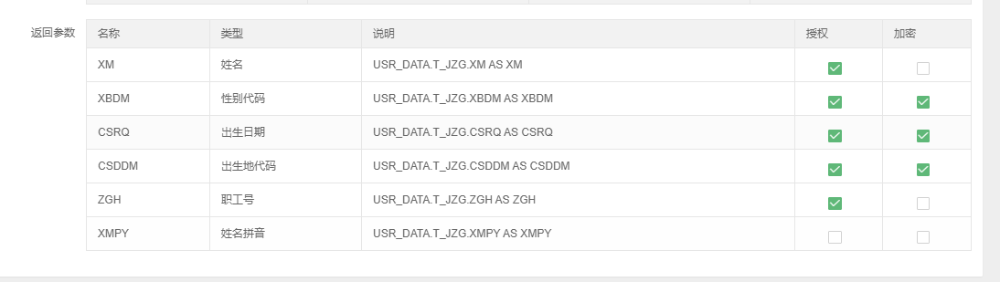 返回参数 名称 类型 说明 授权 加密
XM 姓名 USR_DATA.T_JZG.XM AS XM
XBDM 性别代码 USR_DATA.T_JZG.XBDM AS XBDM
CSRQ 出生日期 USR_DATA.T_JZG.CSRQ AS CSRQ
CSDDM 出生地代码 USR_DATA.T_JZG.CSDDM AS CSDDM
ZGH 职工号 USR_DATA.T_JZG.ZGH AS ZGH
XMPY 姓名拼音 USR_DATA.T_JZG.XMPY AS XMPY